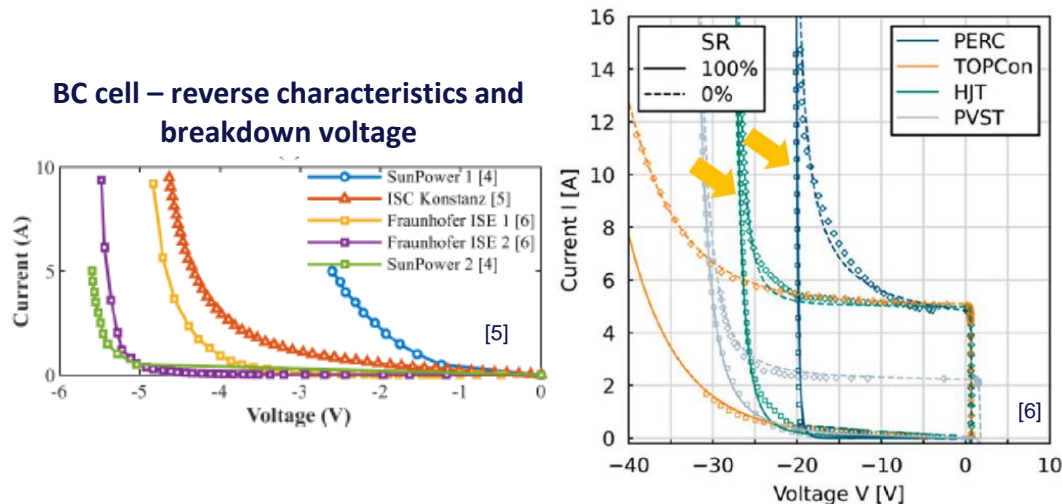 BC cell – reverse characteristics and
breakdown voltage
10
5
0
Current (A)
-6
-5
-4
-3
-2
-1
0
Voltage (V)
SunPower 1 [4]
ISC Konstanz [5]
Fraunhofer ISE 1 [6]
Fraunhofer ISE 2 [6]
SunPower 2 [4]
[5]
16
14
12
10
8
6
4
2
0
Current I [A]
SR
100%
0%
PERC
TOPCon
HJT
PVST
[6]
−40
−30
−20
−10
0
10
Voltage V [V]